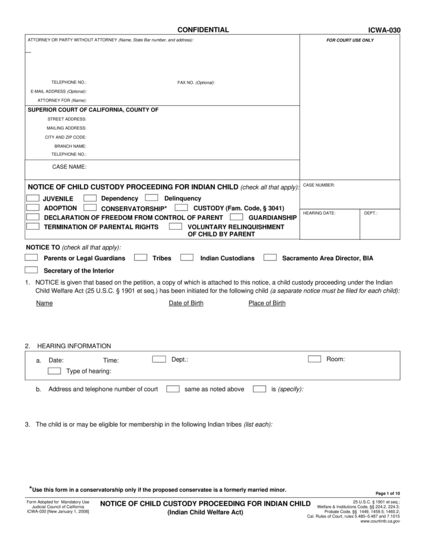 CONFIDENTIAL
ICWA-030
ATTORNEY OR PARTY WITHOUT ATTORNEY (Name, State Bar number, and address):
FOR COURT USE ONLY
TELEPHONE NO.:
FAX NO. (Optional):
E-MAIL ADDRESS (Optional):
ATTORNEY FOR (Name):
SUPERIOR COURT OF CALIFORNIA, COUNTY OF
STREET ADDRESS:
MAILING ADDRESS:
CITY AND ZIP CODE:
BRANCH NAME:
TELEPHONE NO.:
CASE NAME:
NOTICE OF CHILD CUSTODY PROCEEDING FOR INDIAN CHILD (check all that apply):
CASE NUMBER:
JUVENILE Dependency Delinquency
ADOPTION CONSERVATORSHIP* CUSTODY (Fam. Code, § 3041)
DECLARATION OF FREEDOM FROM CONTROL OF PARENT GUARDIANSHIP
TERMINATION OF PARENTAL RIGHTS VOLUNTARY RELINQUISHMENT
OF CHILD BY PARENT
HEARING DATE:
DEPT.:
NOTICE TO (check all that apply):
Parents or Legal Guardians Tribes Indian Custodians Sacramento Area Director, BIA
Secretary of the Interior
1. NOTICE is given that based on the petition, a copy of which is attached to this notice, a child custody proceeding under the Indian
Child Welfare Act (25 U.S.C. § 1901 et seq.) has been initiated for the following child (a separate notice must be filed for each child):
Name Date of Birth Place of Birth
2. HEARING INFORMATION
a. Date: Time: Dept.: Room:
Type of hearing:
b. Address and telephone number of court same as noted above is (specify):
3. The child is or may be eligible for membership in the following Indian tribes (list each):
*Use this form in a conservatorship only if the proposed conservatee is a formerly married minor.
Page 1 of 10
Form Adopted for Mandatory Use
Judicial Council of California
ICWA-030 [New January 1, 2008]
NOTICE OF CHILD CUSTODY PROCEEDING FOR INDIAN CHILD
(Indian Child Welfare Act)
25 U.S.C. § 1901 et seq.;
Welfare & Institutions Code, §§ 224.2, 224.3;
Probate Code, §§ 1449, 1459.5, 1460.2;
Cal. Rules of Court, rules 5.480–5.487 and 7.1015
www.courtinfo.ca.gov